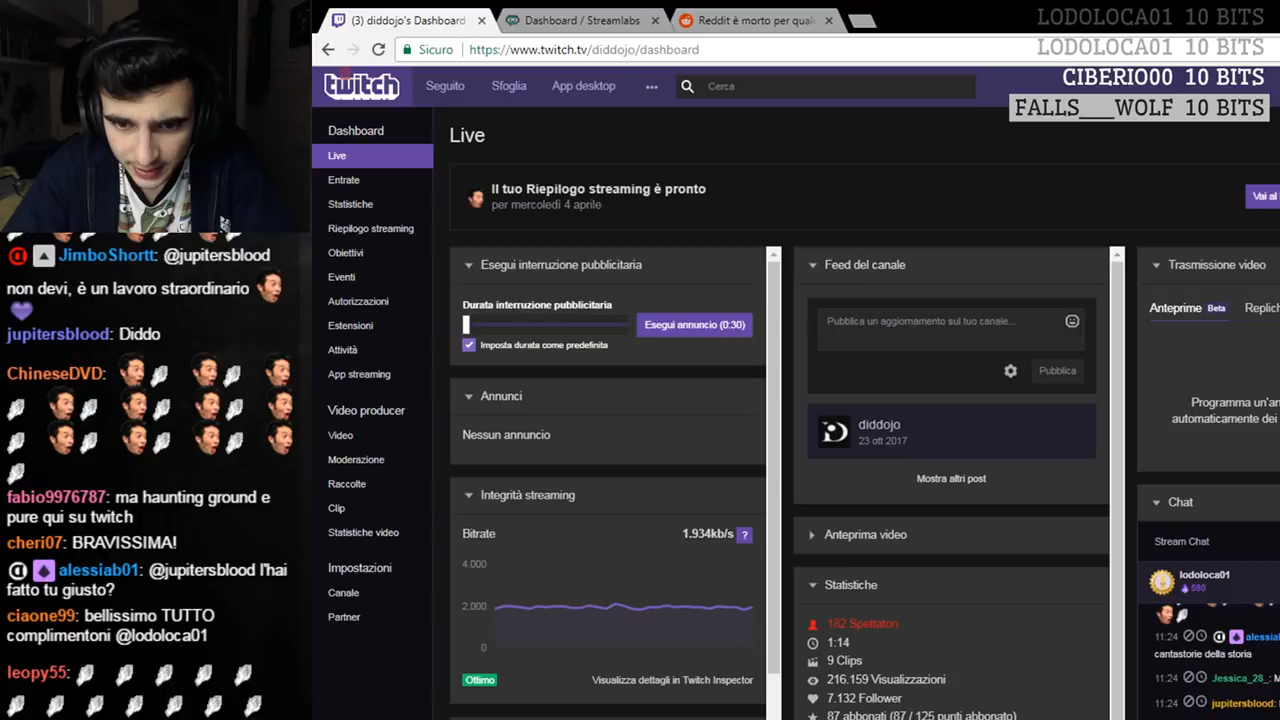 (3) diddojo's Dashboard
Dashboard / Streamlabs
Reddit è morto per qual
LODOLOCA01 10 BITS
LODOLOCA01 10 BITS
CIBERIO00 10 BITS
FALLS___WOLF 10 BITS
Sicuro
https://www.twitch.tv/diddojo/dashboard
twitch
Seguito
Sfoglia
App desktop
Cerca
Dashboard
Live
Entrate
Statistiche
Riepilogo streaming
Obiettivi
Eventi
Autorizzazioni
Estensioni
Attività
App streaming
Video producer
Video
Moderazione
Raccolte
Clip
Statistiche video
Impostazioni
Canale
Partner
Live
Il tuo Riepilogo streaming è pronto
per mercoledì 4 aprile
Vai al
Esegui interruzione pubblicitaria
Durata interruzione pubblicitaria
Esegui annuncio (0:30)
Imposta durata come predefinita
Annunci
Nessun annuncio
Integrità streaming
Bitrate
1.934kb/s
?
4.000
2.000
0
Ottimo
Visualizza dettagli in Twitch Inspector
Feed del canale
Pubblica un aggiornamento sul tuo canale...
Pubblica
diddojo
23 ott 2017
Mostra altri post
Anteprima video
Statistiche
182 Spettatori
1:14
9 Clips
216.159 Visualizzazioni
7.132 Follower
87 abbonati (87 / 125 punti abbonato)
Trasmissione video
Anteprime Beta
Replich
Programma un'an
automaticamente dei
Chat
Stream Chat
lodoloca01
580
11:24 alessia
cantastorie della storia
11:24 Jessica_28_: M
11:24 jupitersblood:
JimboShortt: @jupitersblood
non devi, è un lavoro straordinario
jupitersblood: Diddo
ChineseDVD:
fabio9976787: ma haunting ground e
pure qui su twitch
cheri07: BRAVISSIMA!
alessiab01: @jupitersblood l'hai
fatto tu giusto?
ciaone99: bellissimo TUTTO
complimentoni @lodoloca01
leopy55: